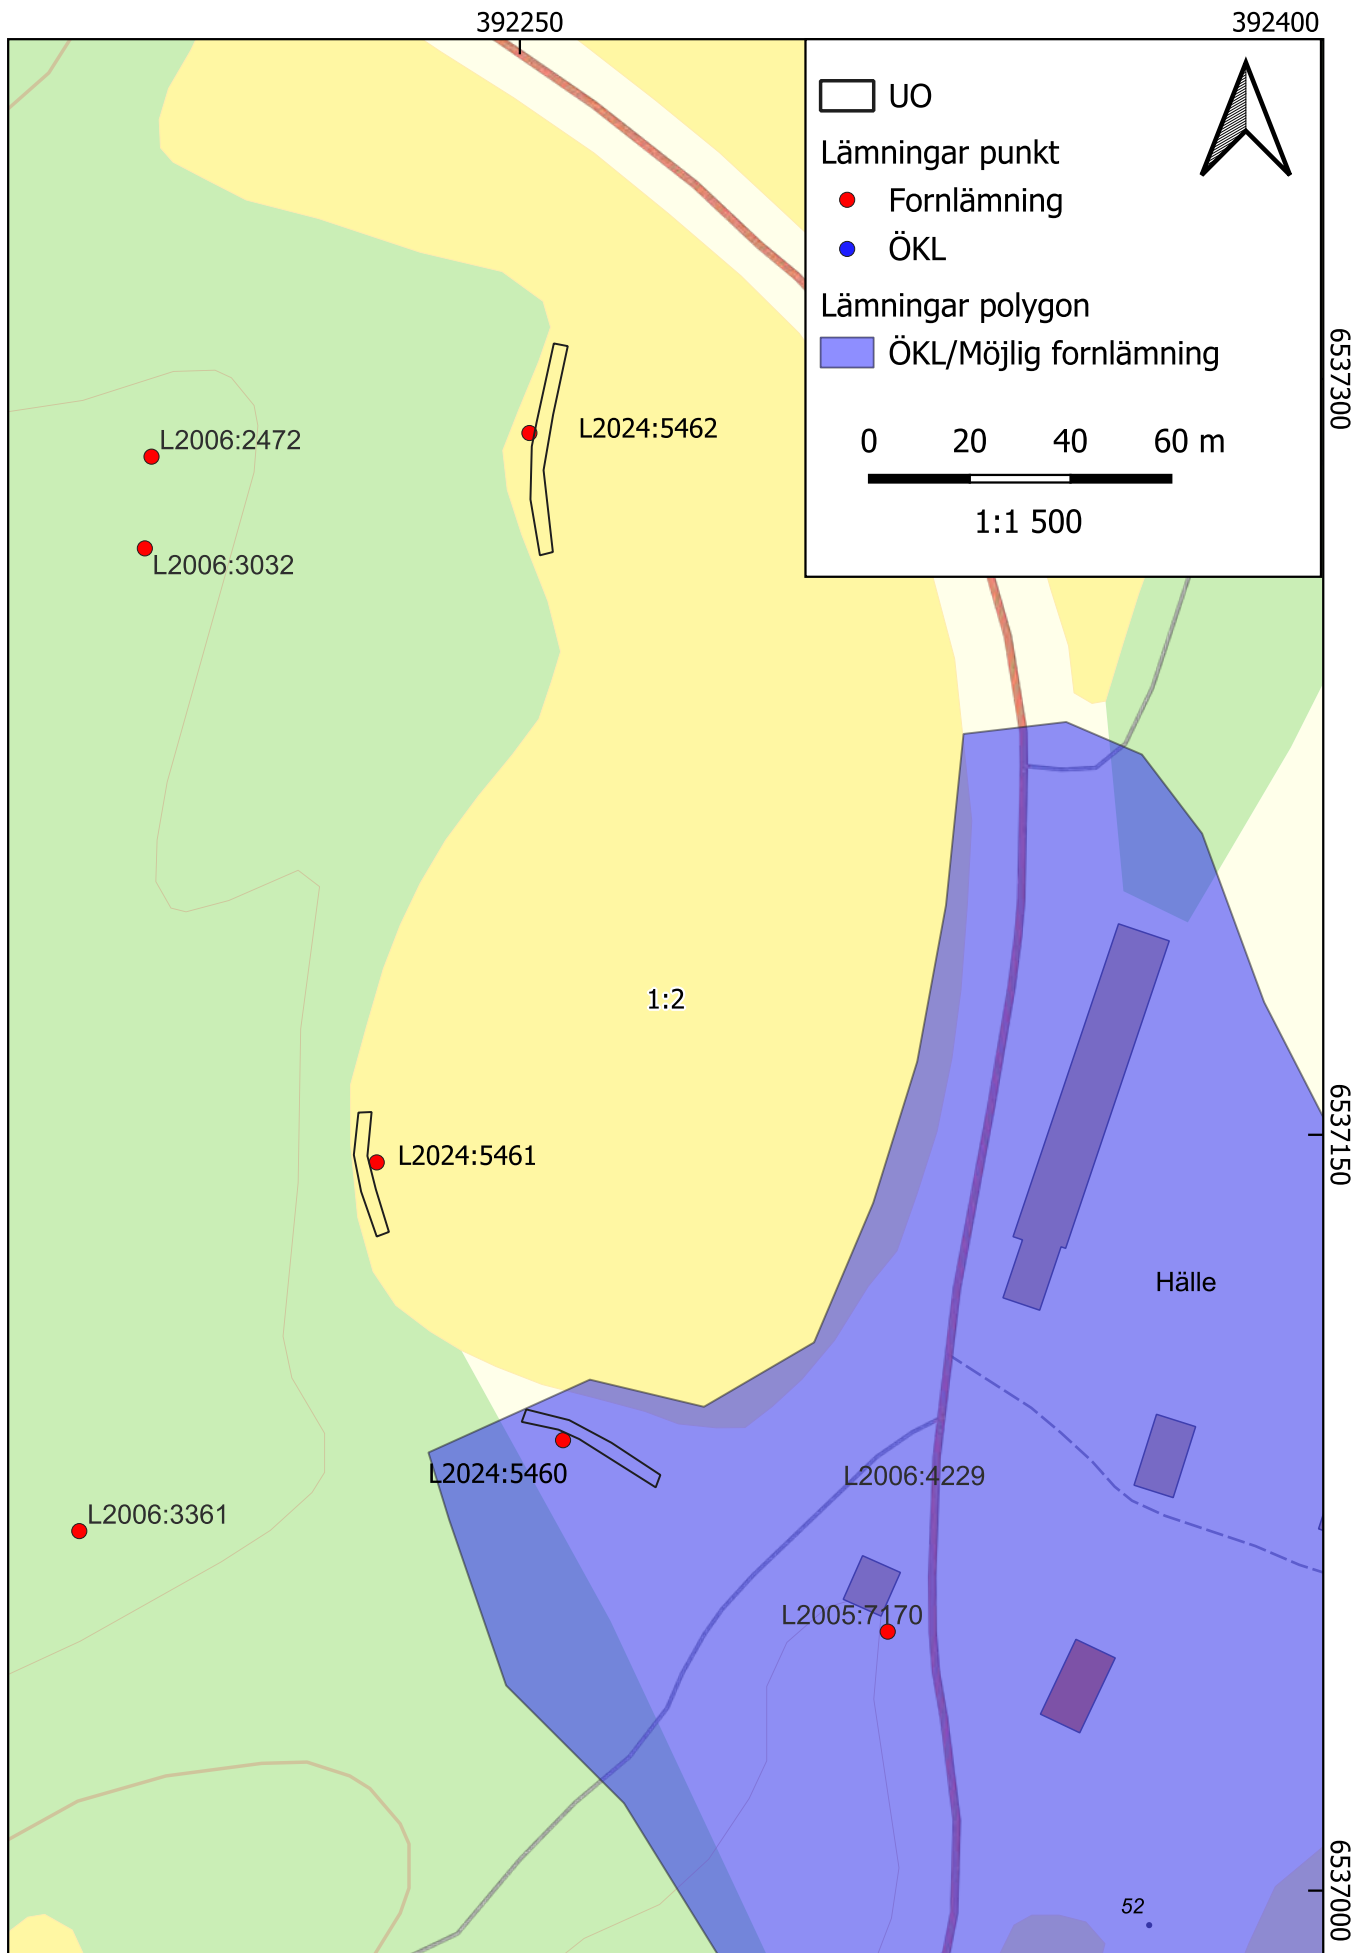 392250
392400
UO
Lämningar punkt
Fornlämning
ÖKL
Lämningar polygon
ÖKL/Möjlig fornlämning
0 20 40 60 m
1:1 500
6537300
L2024:5462
L2006:2472
L2006:3032
1:2
6537150
L2024:5461
Hälle
L2024:5460
L2006:4229
L2006:3361
L2005:7170
52
6537000